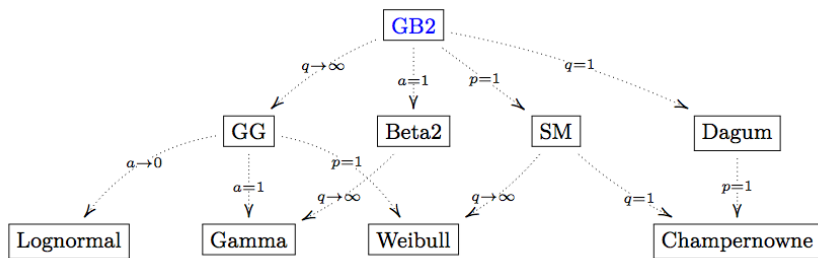 GB2
q→∞ a=1 p=1 q=1
GG Beta2 SM Dagum
a→0 a=1 p=1 q→∞ q→∞ q=1 p=1
Lognormal Gamma Weibull Champernowne